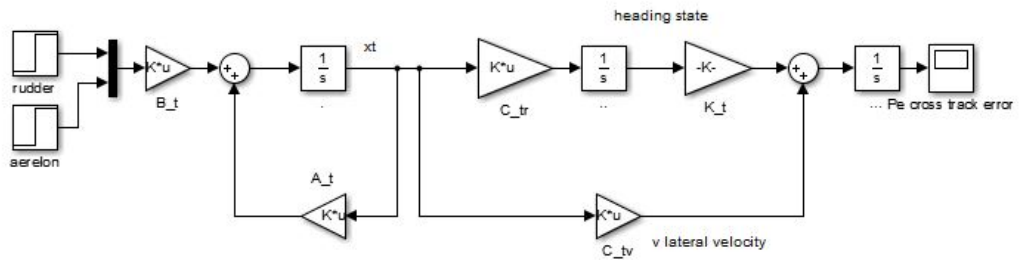 heading state
xt
rudder
aerelon
K*u
B_t
1
s
.
K*u
C_tr
1
s
..
-K-
K_t
1
s
... Pe cross track error
A_t
K*u
K*u
C_tv
v lateral velocity